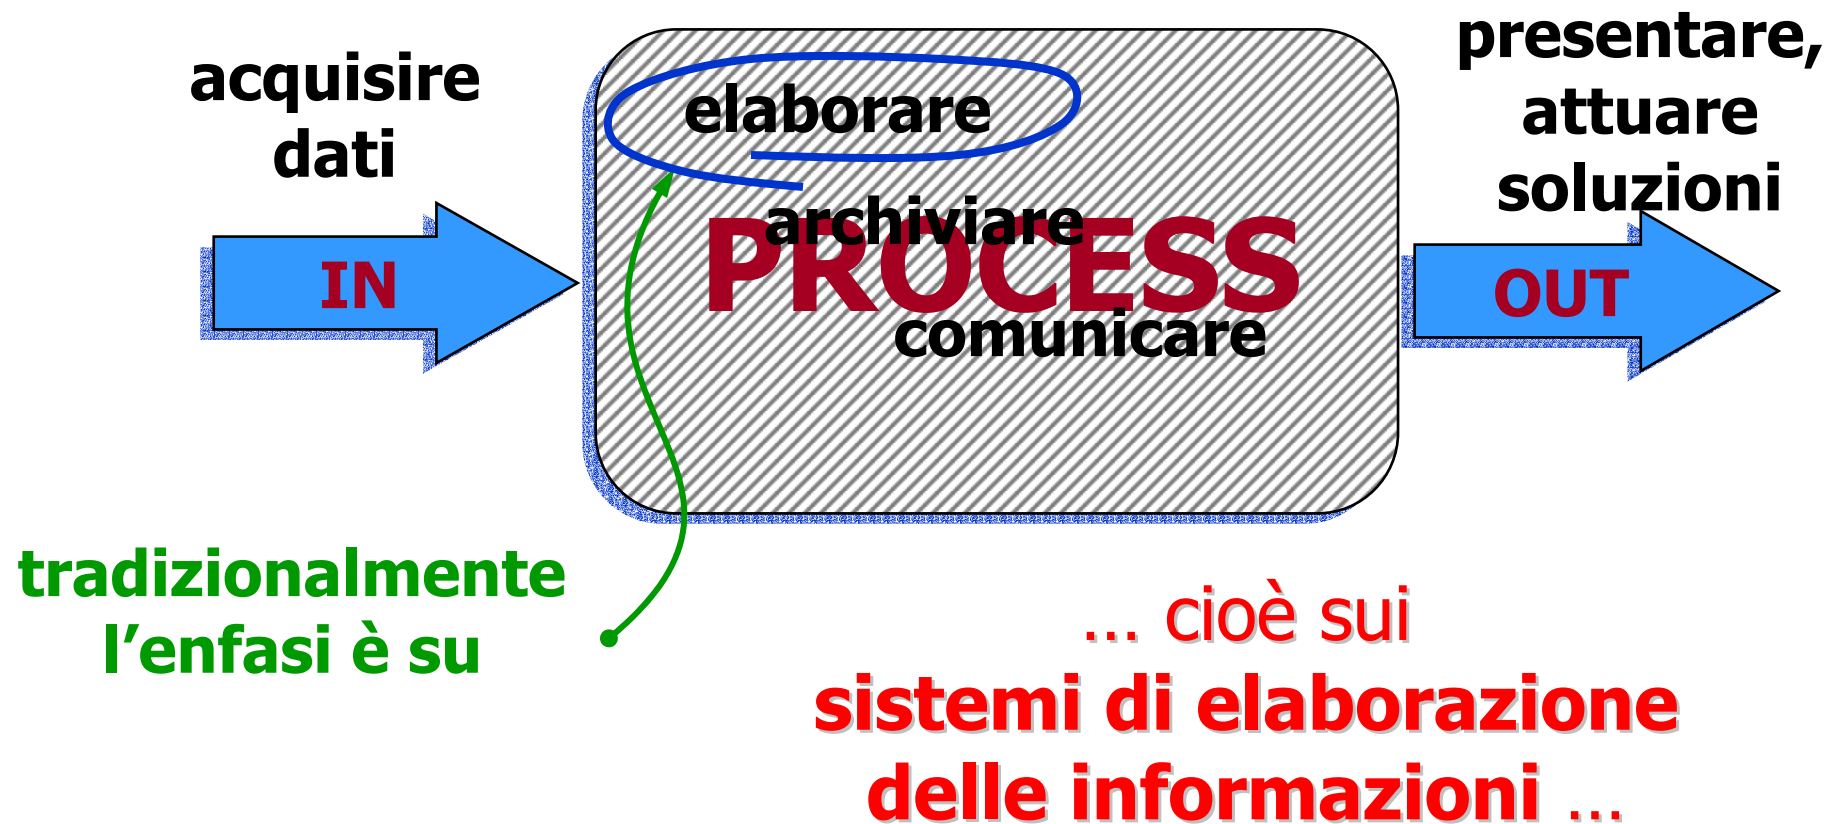 acquisire
dati
IN
elaborare
archiviare
PROCESS
comunicare
presentare,
attuare
soluzioni
OUT
tradizionalmente
l’enfasi è su
... cioè sui
sistemi di elaborazione
delle informazioni ...